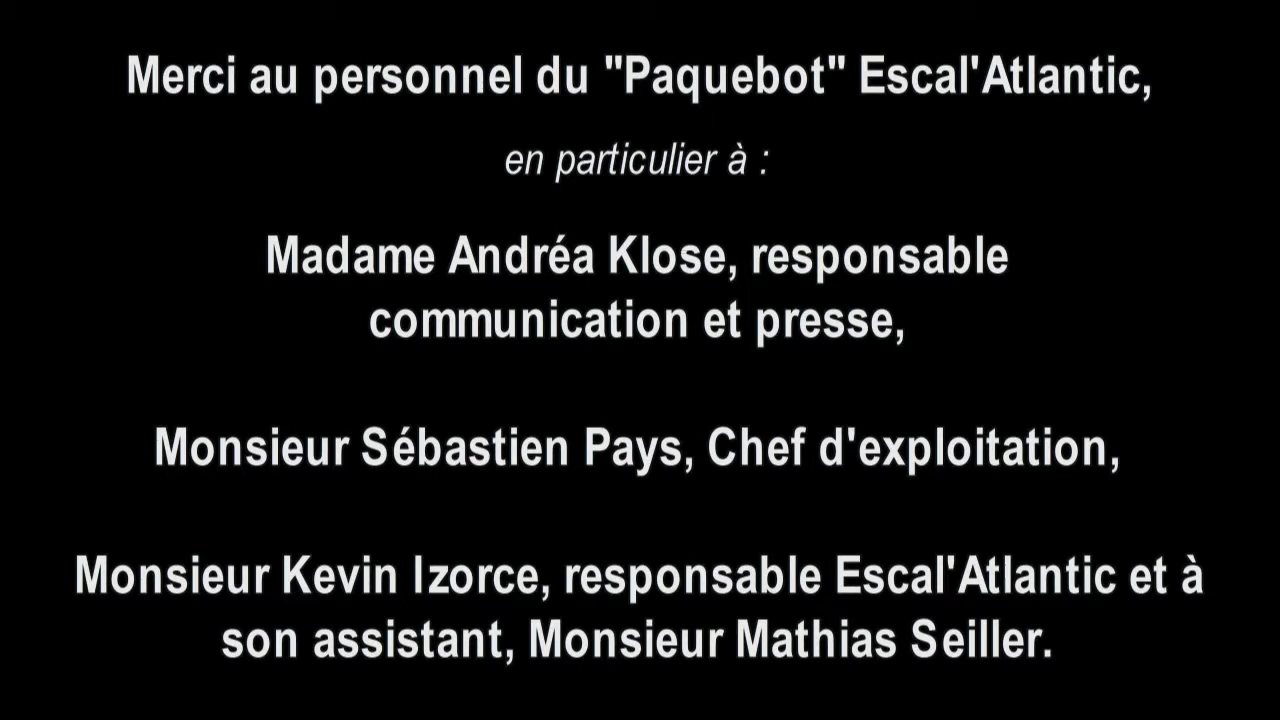 Merci au personnel du "Paquebot" Escal'Atlantic,
en particulier à :
Madame Andréa Klose, responsable
communication et presse,
Monsieur Sébastien Pays, Chef d'exploitation,
Monsieur Kevin Izorce, responsable Escal'Atlantic et à
son assistant, Monsieur Mathias Seiller.